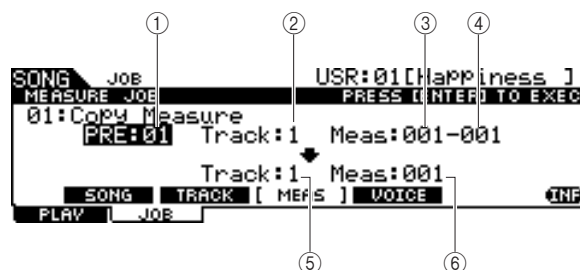 ① ② ③ ④
SONG JOB USR:01[Happiness ]
MEASURE JOB PRESS [ENTER] TO EXEC
01:Copy Measure
PRE:01 Track:1 Meas:001-001
Track:1 Meas:001
SONG TRACK [ MEAS ] VOICE INF
PLAY JOB
⑤ ⑥